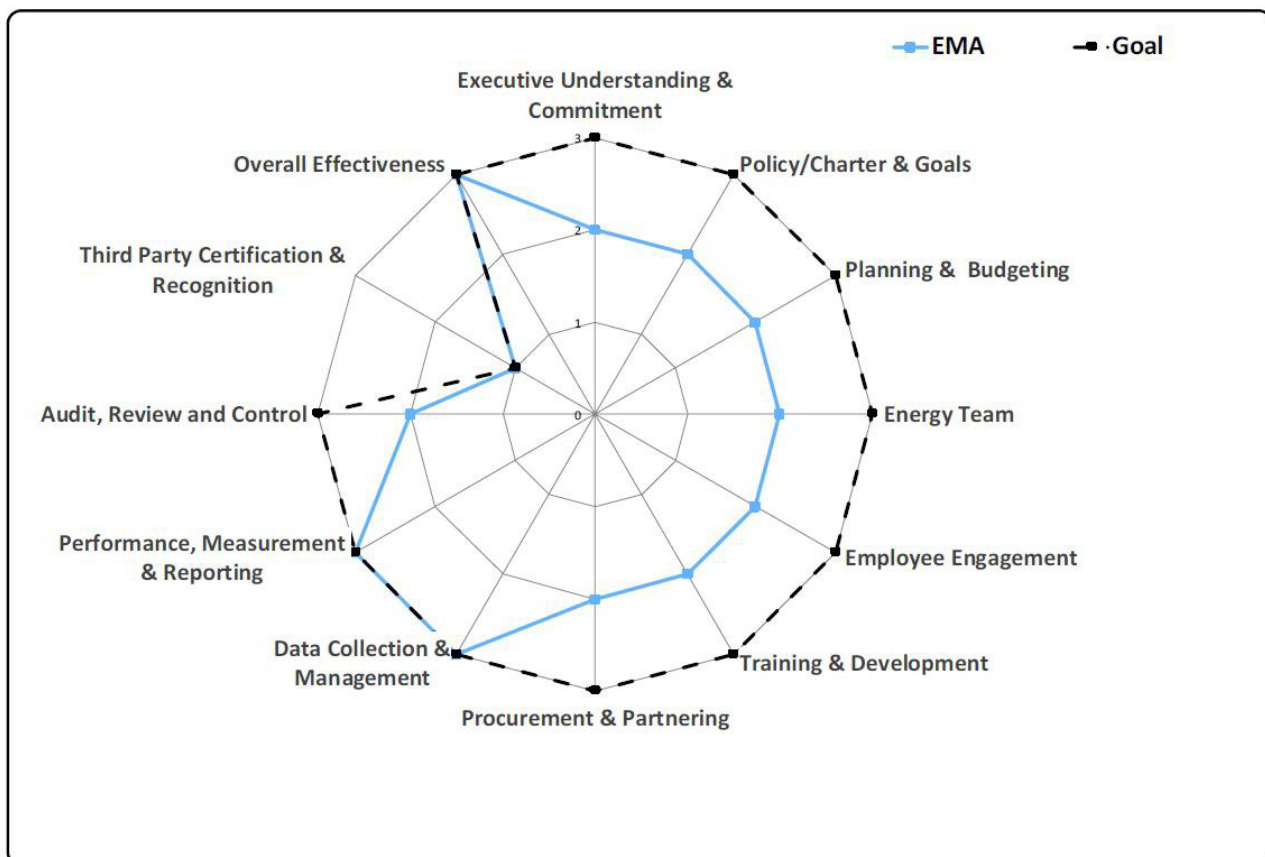 EMA
Goal
Executive Understanding &
Commitment
3
Overall Effectiveness
Policy/Charter & Goals
2
Third Party Certification &
Recognition
Planning & Budgeting
1
Audit, Review and Control
0
Energy Team
Performance, Measurement
& Reporting
Employee Engagement
Data Collection &
Management
Training & Development
Procurement & Partnering